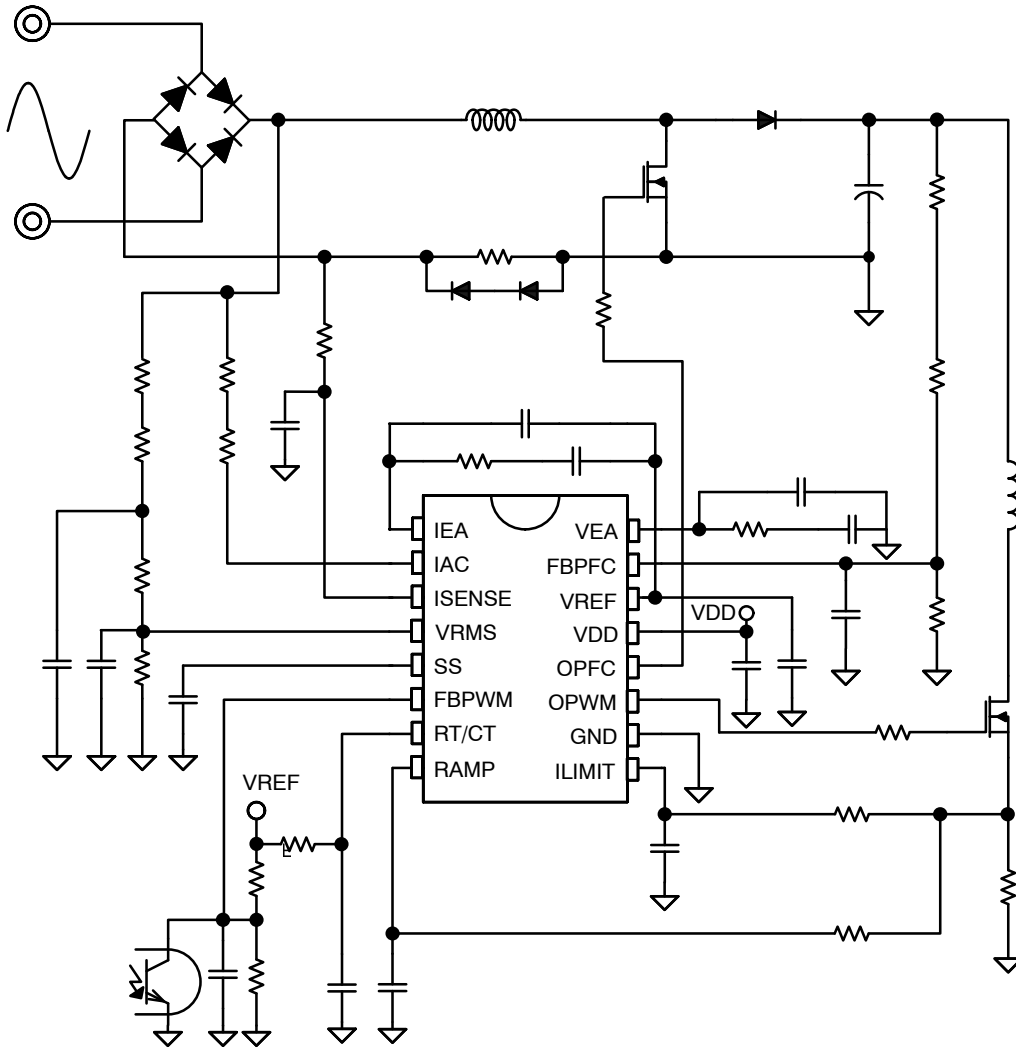 IEA
IAC
ISENSE
VRMS
SS
FBPWM
RT/CT
RAMP
VEA
FBPFC
VREF
VDD
OPFC
OPWM
GND
ILIMIT
VDD
VREF